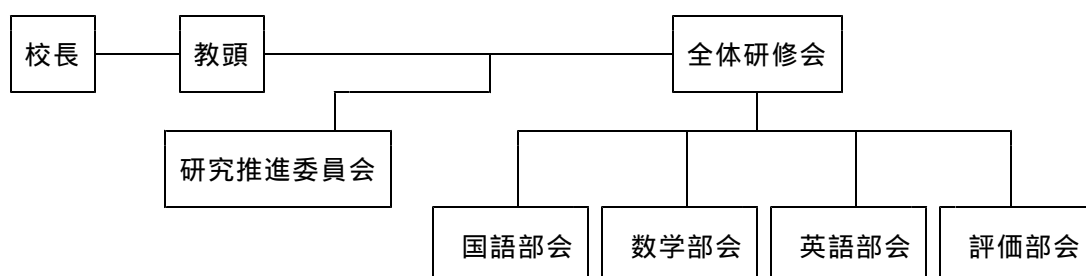 校長
教頭
全体研修会
研究推進委員会
国語部会
数学部会
英語部会
評価部会